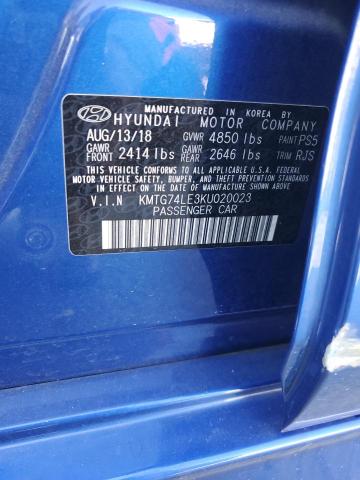 MANUFACTURED IN KOREA BY
HYUNDAI MOTOR COMPANY
AUG/13/18 GVWR 4850 lbs PAINT PS5
GAWR FRONT 2414 lbs GAWR REAR 2646 lbs TRIM RJS
THIS VEHICLE CONFORMS TO ALL APPLICABLE U.S. FEDERAL
MOTOR VEHICLE SAFETY, BUMPER, AND THEFT PREVENTION
STANDARDS IN EFFECT ON THE DATE OF
MANUFACTURE SHOWN ABOVE.
V.I.N KMTG74LE3KU020023
PASSENGER CAR